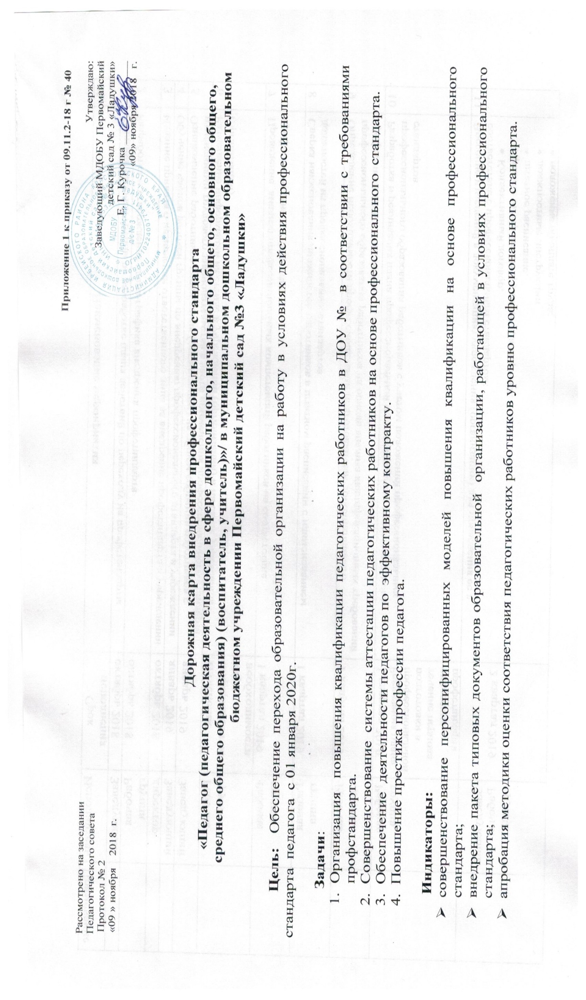 Приложение 1 к приказу от 09.11.2-18 г № 40
Рассмотрено на заседании
Педагогического совета
Протокол № 2
«09 » ноября 2018 г.
Утверждаю:
Заведующий МДОБУ Первомайский
детский сад № 3 «Ладушки»
Е. Г. Курочка
«09» ноября 2018 г.
МДОБУ
Первомайский
д/с № 3
Дорожная карта внедрения профессионального стандарта
«Педагог (педагогическая деятельность в сфере дошкольного, начального общего, основного общего,
среднего общего образования) (воспитатель, учитель)»/ в муниципальном дошкольном образовательном
бюджетном учреждении Первомайский детский сад №3 «Ладушки»
Цель: Обеспечение перехода образовательной организации на работу в условиях действия профессионального
стандарта педагога с 01 января 2020г.
Задачи:
1. Организация повышения квалификации педагогических работников в ДОУ № в соответствии с требованиями
профстандарта.
2. Совершенствование системы аттестации педагогических работников на основе профессионального стандарта.
3. Обеспечение деятельности педагогов по эффективному контракту.
4. Повышение престижа профессии педагога.
Индикаторы:
➢ совершенствование персонифицированных моделей повышения квалификации на основе профессионального
стандарта;
➢ внедрение пакета типовых документов образовательной организации, работающей в условиях профессионального
стандарта;
➢ апробация методики оценки соответствия педагогических работников уровню профессионального стандарта.